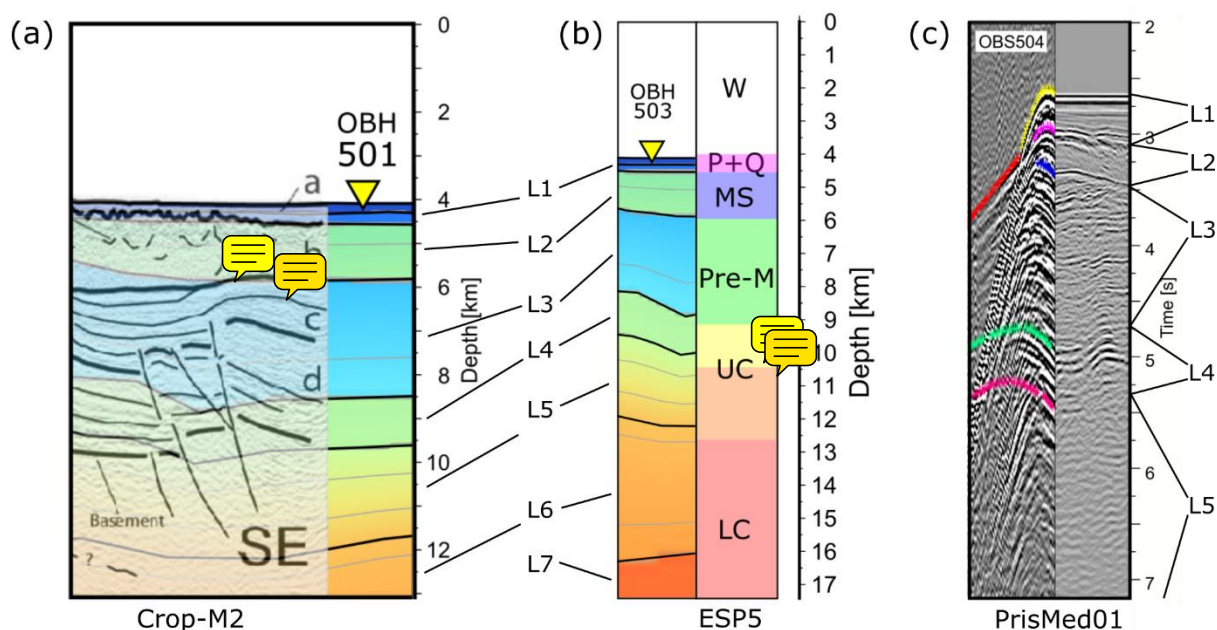 (a)
OBH
501
a
c
d
Basement
?
SE
0
2
4
6
8
10
12
Depth [km]
Crop-M2
L1
L2
L3
L4
L5
L6
L7
(b)
OBH
503
W
P+Q
MS
Pre-M
UC
LC
0
1
2
3
4
5
6
7
8
9
10
11
12
13
14
15
16
17
Depth [km]
ESP5
(c)
OBS504
2
3
4
5
6
7
Time [s]
L1
L2
L3
L4
L5
PrisMed01